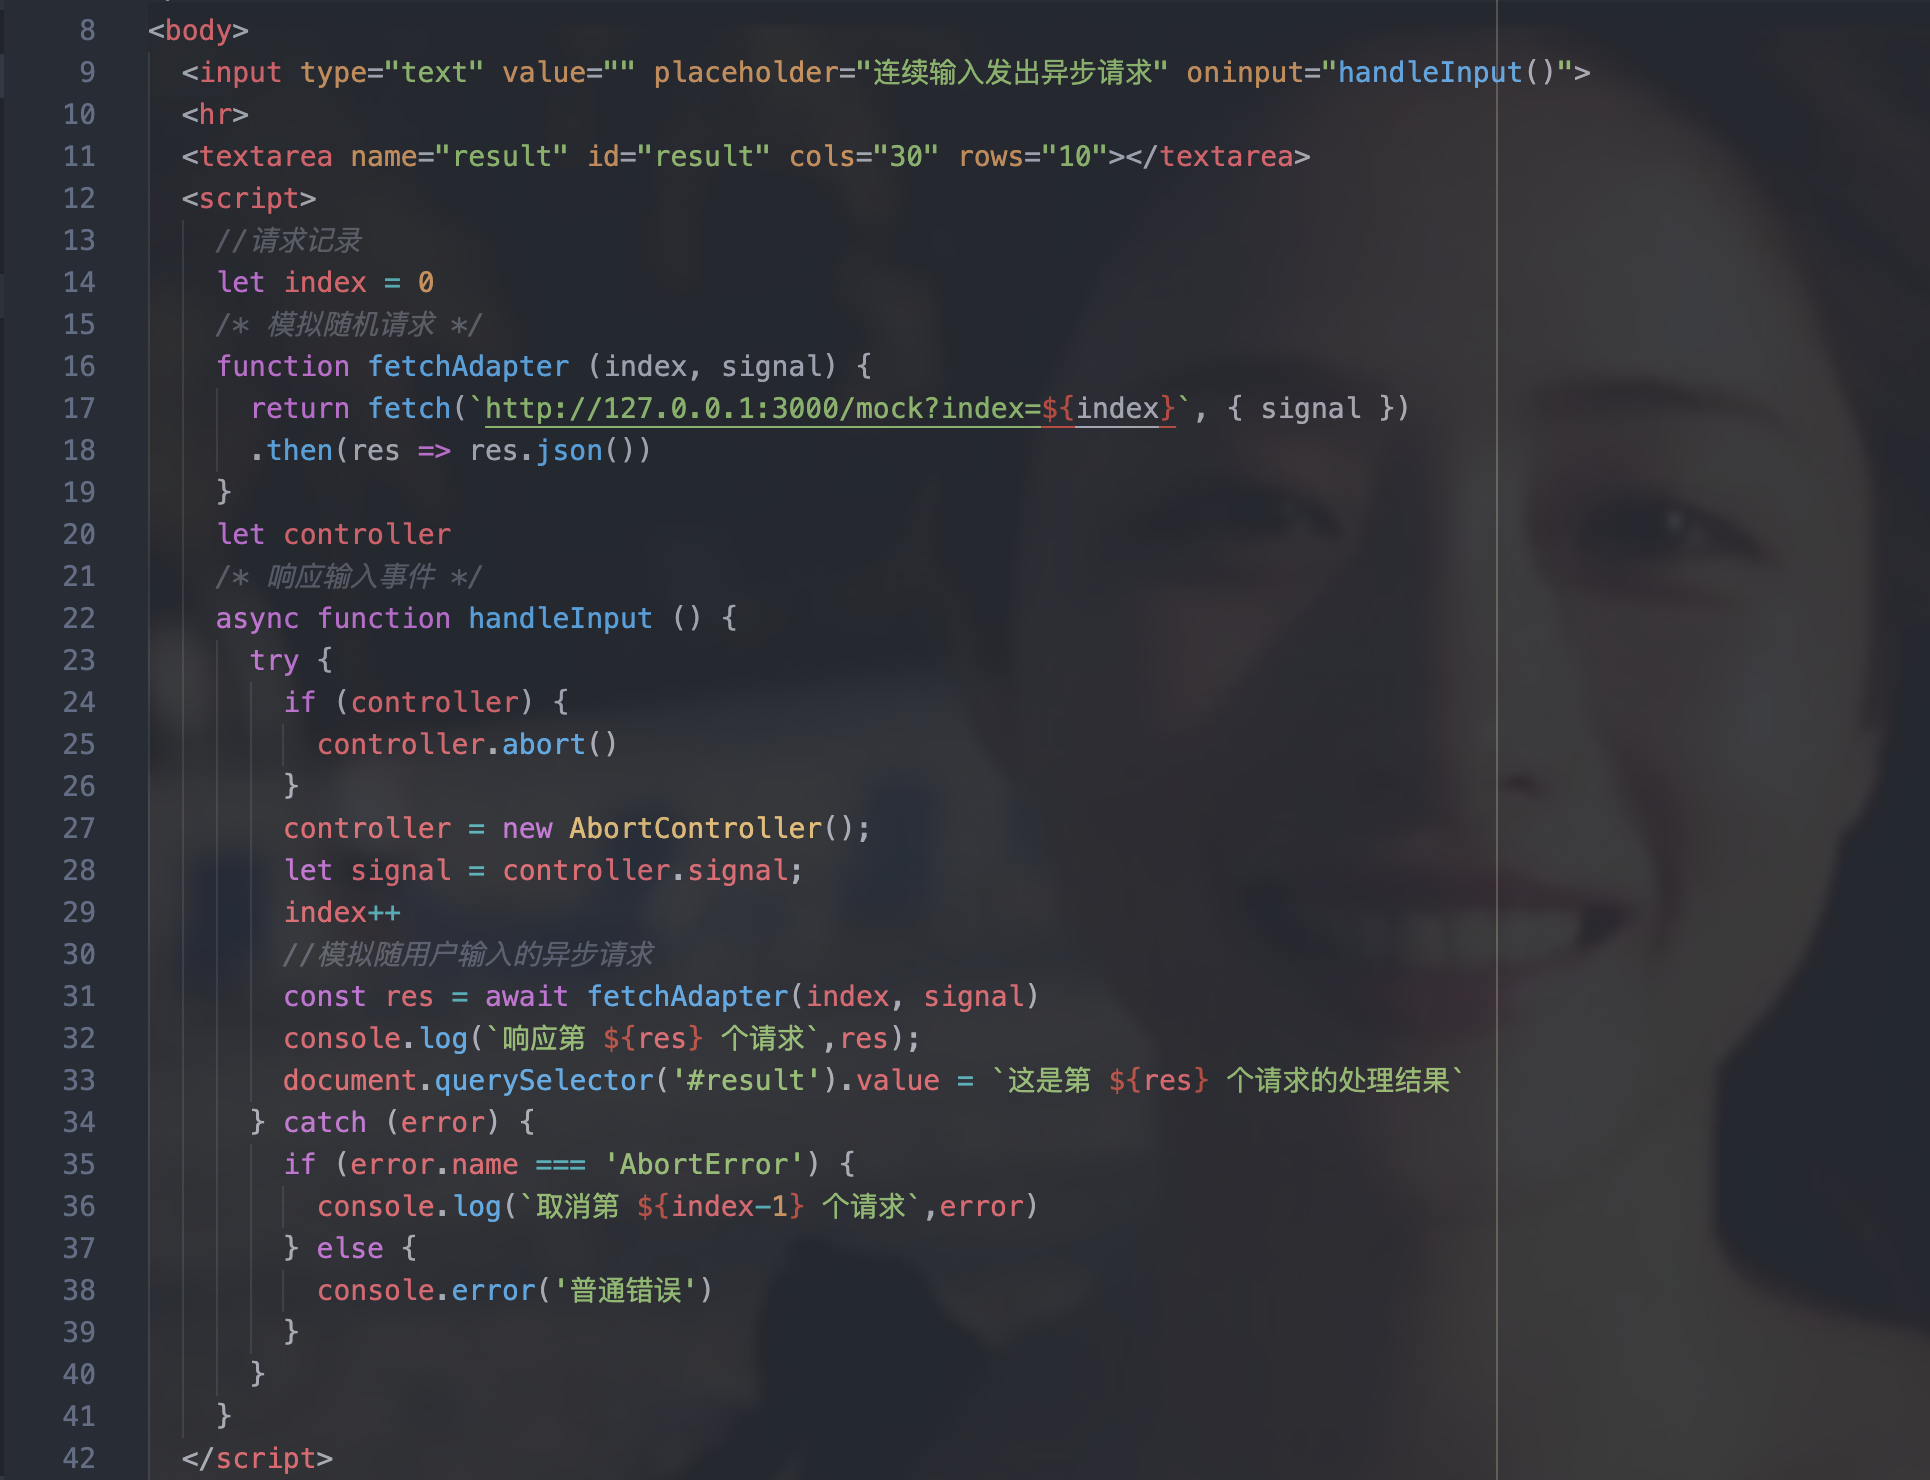 8 <body>
9 <input type="text" value="" placeholder="连续输入发出异步请求" oninput="handleInput()">
10 <hr>
11 <textarea name="result" id="result" cols="30" rows="10"></textarea>
12 <script>
13 //请求记录
14 let index = 0
15 /* 模拟随机请求 */
16 function fetchAdapter (index, signal) {
17 return fetch(`http://127.0.0.1:3000/mock?index=${index}`, { signal })
18 .then(res => res.json())
19 }
20 let controller
21 /* 响应输入事件 */
22 async function handleInput () {
23 try {
24 if (controller) {
25 controller.abort()
26 }
27 controller = new AbortController();
28 let signal = controller.signal;
29 index++
30 //模拟随用户输入的异步请求
31 const res = await fetchAdapter(index, signal)
32 console.log(`响应第 ${res} 个请求`,res);
33 document.querySelector('#result').value = `这是第 ${res} 个请求的处理结果`
34 } catch (error) {
35 if (error.name === 'AbortError') {
36 console.log(`取消第 ${index-1} 个请求`,error)
37 } else {
38 console.error('普通错误')
39 }
40 }
41 }
42 </script>